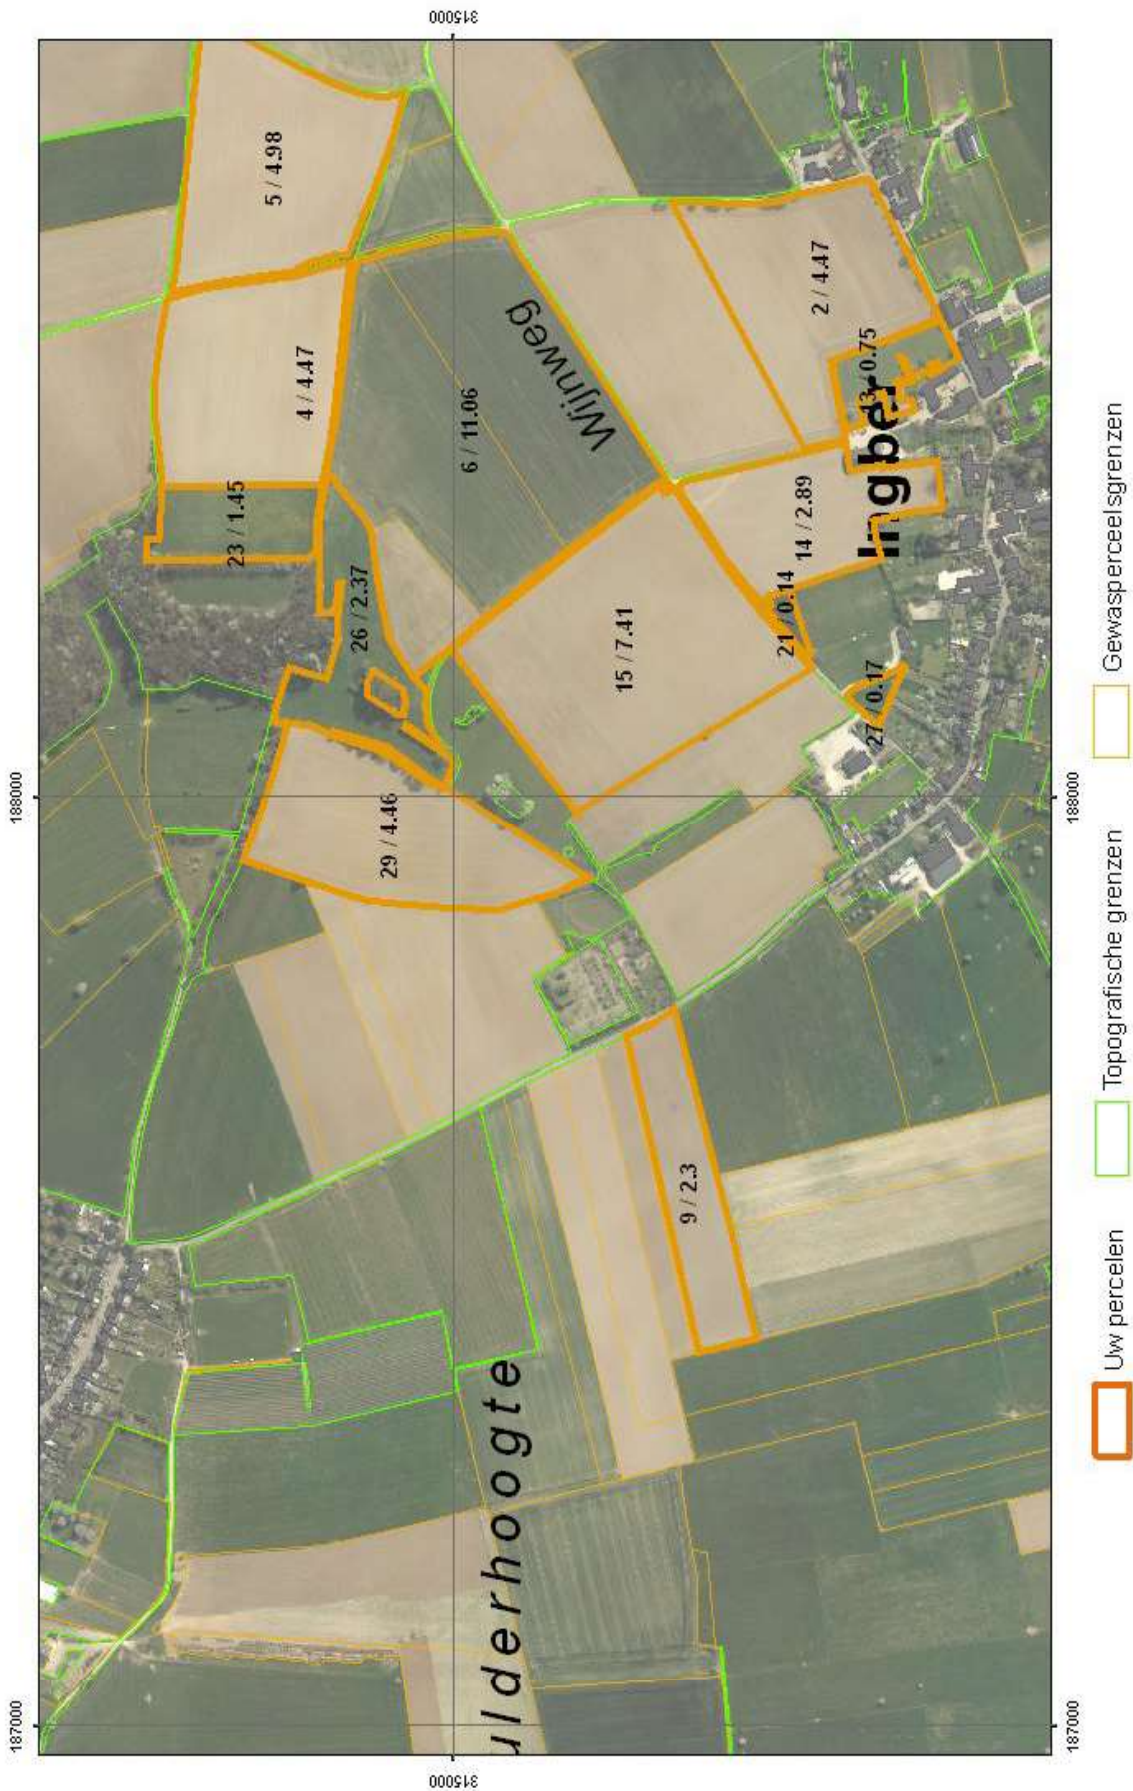 188000
187000
315000
315000
5 / 4.98
4 / 4.47
23 / 1.45
26 / 2.37
29 / 4.46
6 / 11.06
Wijnweg
15 / 7.41
2 / 4.47
13 / 0.75
14 / 2.89
Ingber
21 / 0.14
27 / 0.17
9 / 2.3
ulderhoogte
187000
188000
Uw percelen
Topografische grenzen
Gewasperceelsgrenzen